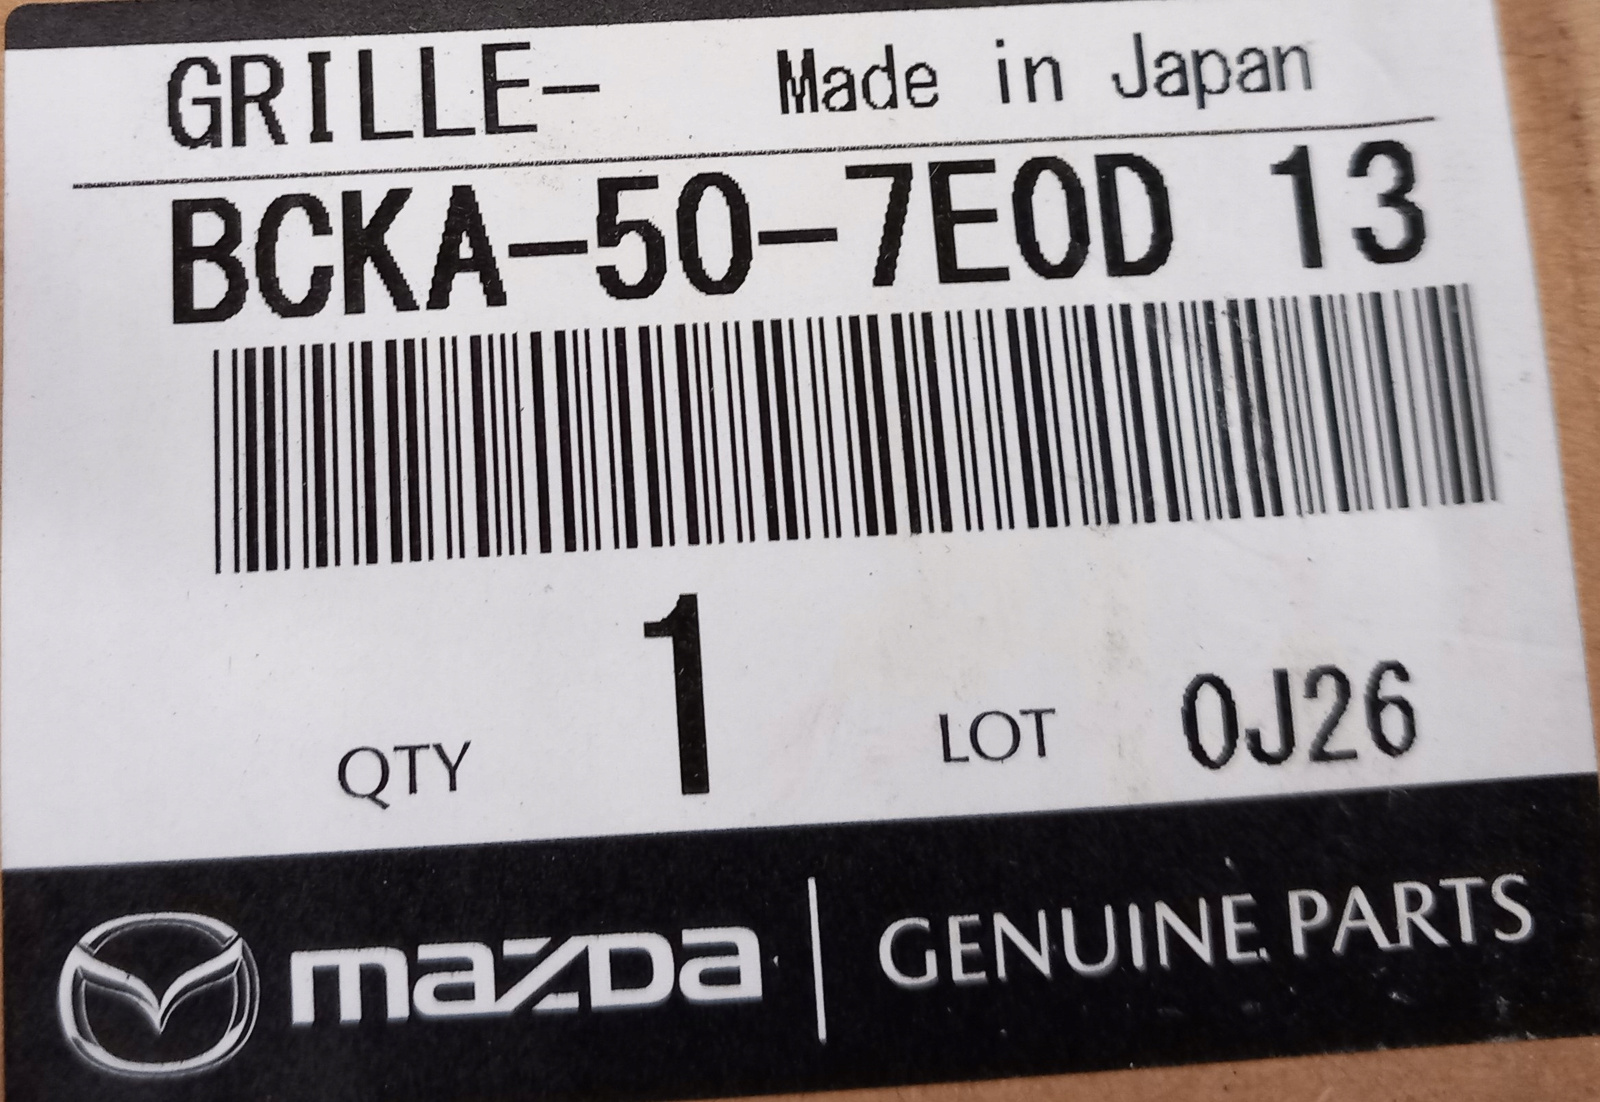 GRILLE- Made in Japan
BCKA-50-7E0D 13
QTY 1 LOT 0J26
mazda GENUINE PARTS